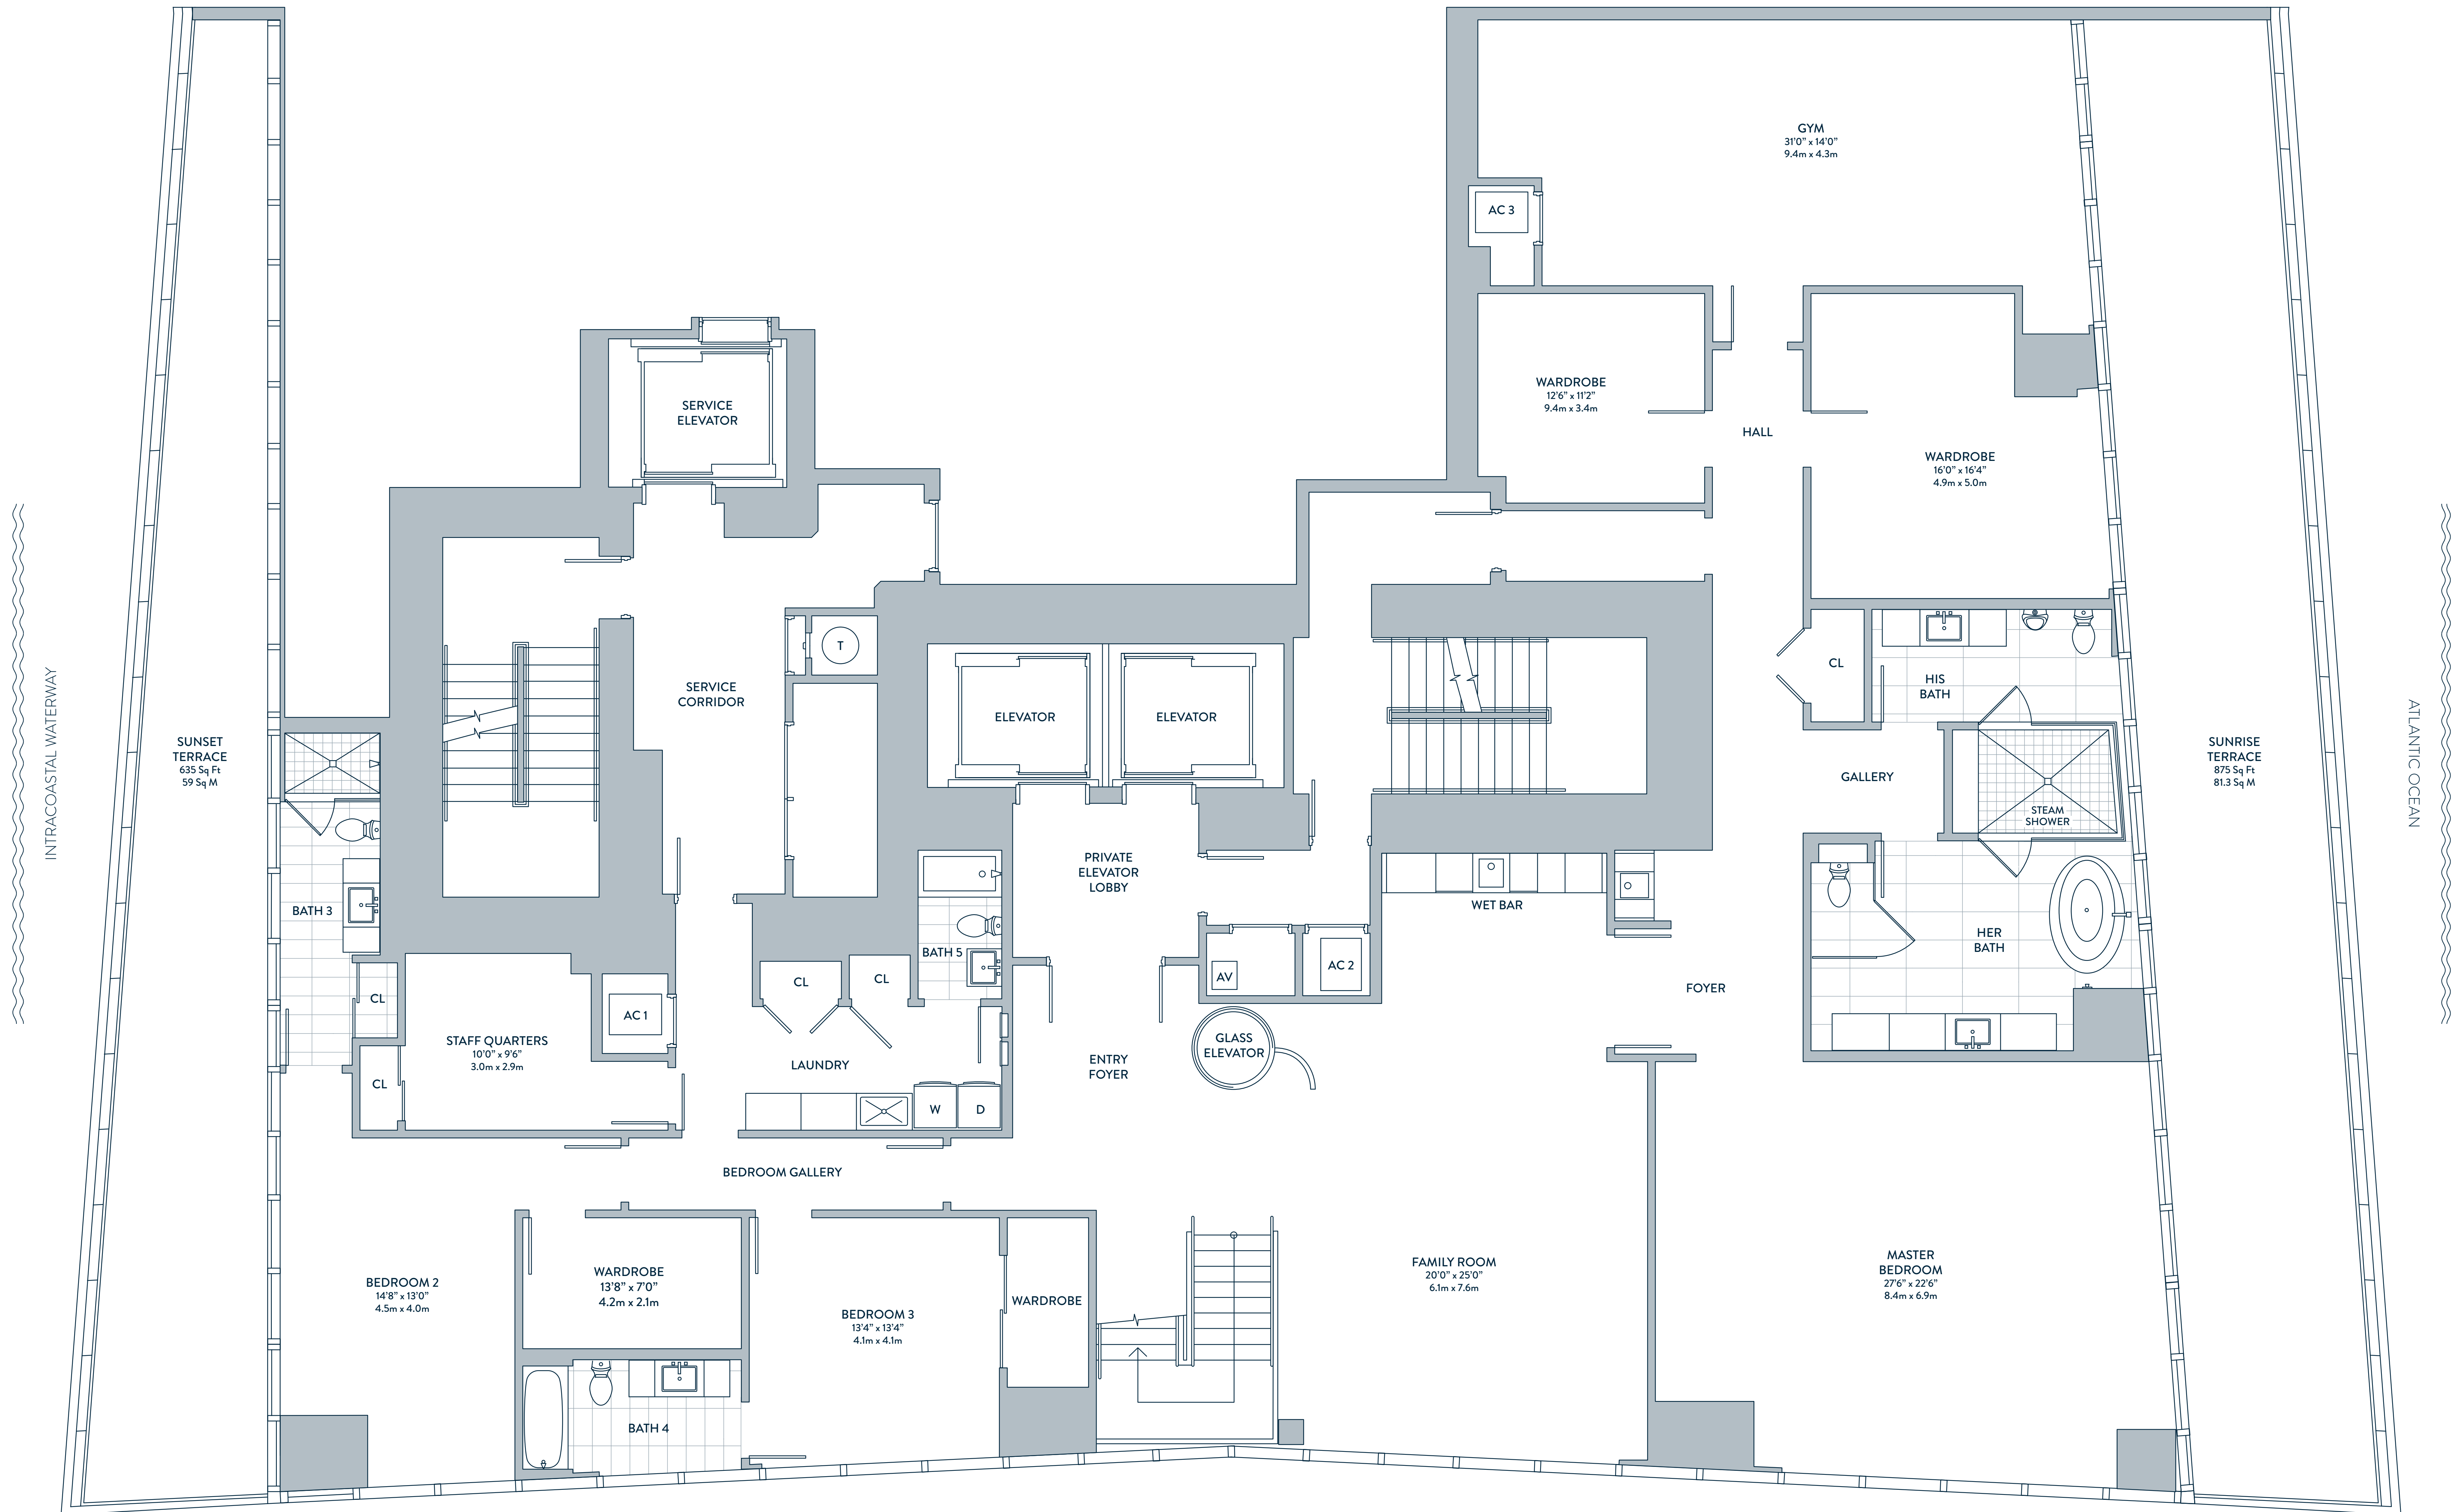 GYM
31'0" x 14'0"
9.4m x 4.3m
AC 3
WARDROBE
12'6" x 11'2"
9.4m x 3.4m
HALL
WARDROBE
16'0" x 16'4"
4.9m x 5.0m
SERVICE
ELEVATOR
SERVICE
CORRIDOR
T
ELEVATOR
ELEVATOR
CL
HIS
BATH
GALLERY
STEAM
SHOWER
SUNSET
TERRACE
635 Sq Ft
59 Sq M
INTRACOASTAL WATERWAY
SUNRISE
TERRACE
875 Sq Ft
81.3 Sq M
ATLANTIC OCEAN
PRIVATE
ELEVATOR
LOBBY
WET BAR
BATH 3
BATH 5
HER
BATH
CL
CL
CL
AV
AC 2
FOYER
AC 1
STAFF QUARTERS
10'0" x 9'6"
3.0m x 2.9m
GLASS
ELEVATOR
LAUNDRY
ENTRY
FOYER
CL
W
D
BEDROOM GALLERY
BEDROOM 2
14'8" x 13'0"
4.5m x 4.0m
WARDROBE
13'8" x 7'0"
4.2m x 2.1m
BEDROOM 3
13'4" x 13'4"
4.1m x 4.1m
WARDROBE
FAMILY ROOM
20'0" x 25'0"
6.1m x 7.6m
MASTER
BEDROOM
27'6" x 22'6"
8.4m x 6.9m
BATH 4